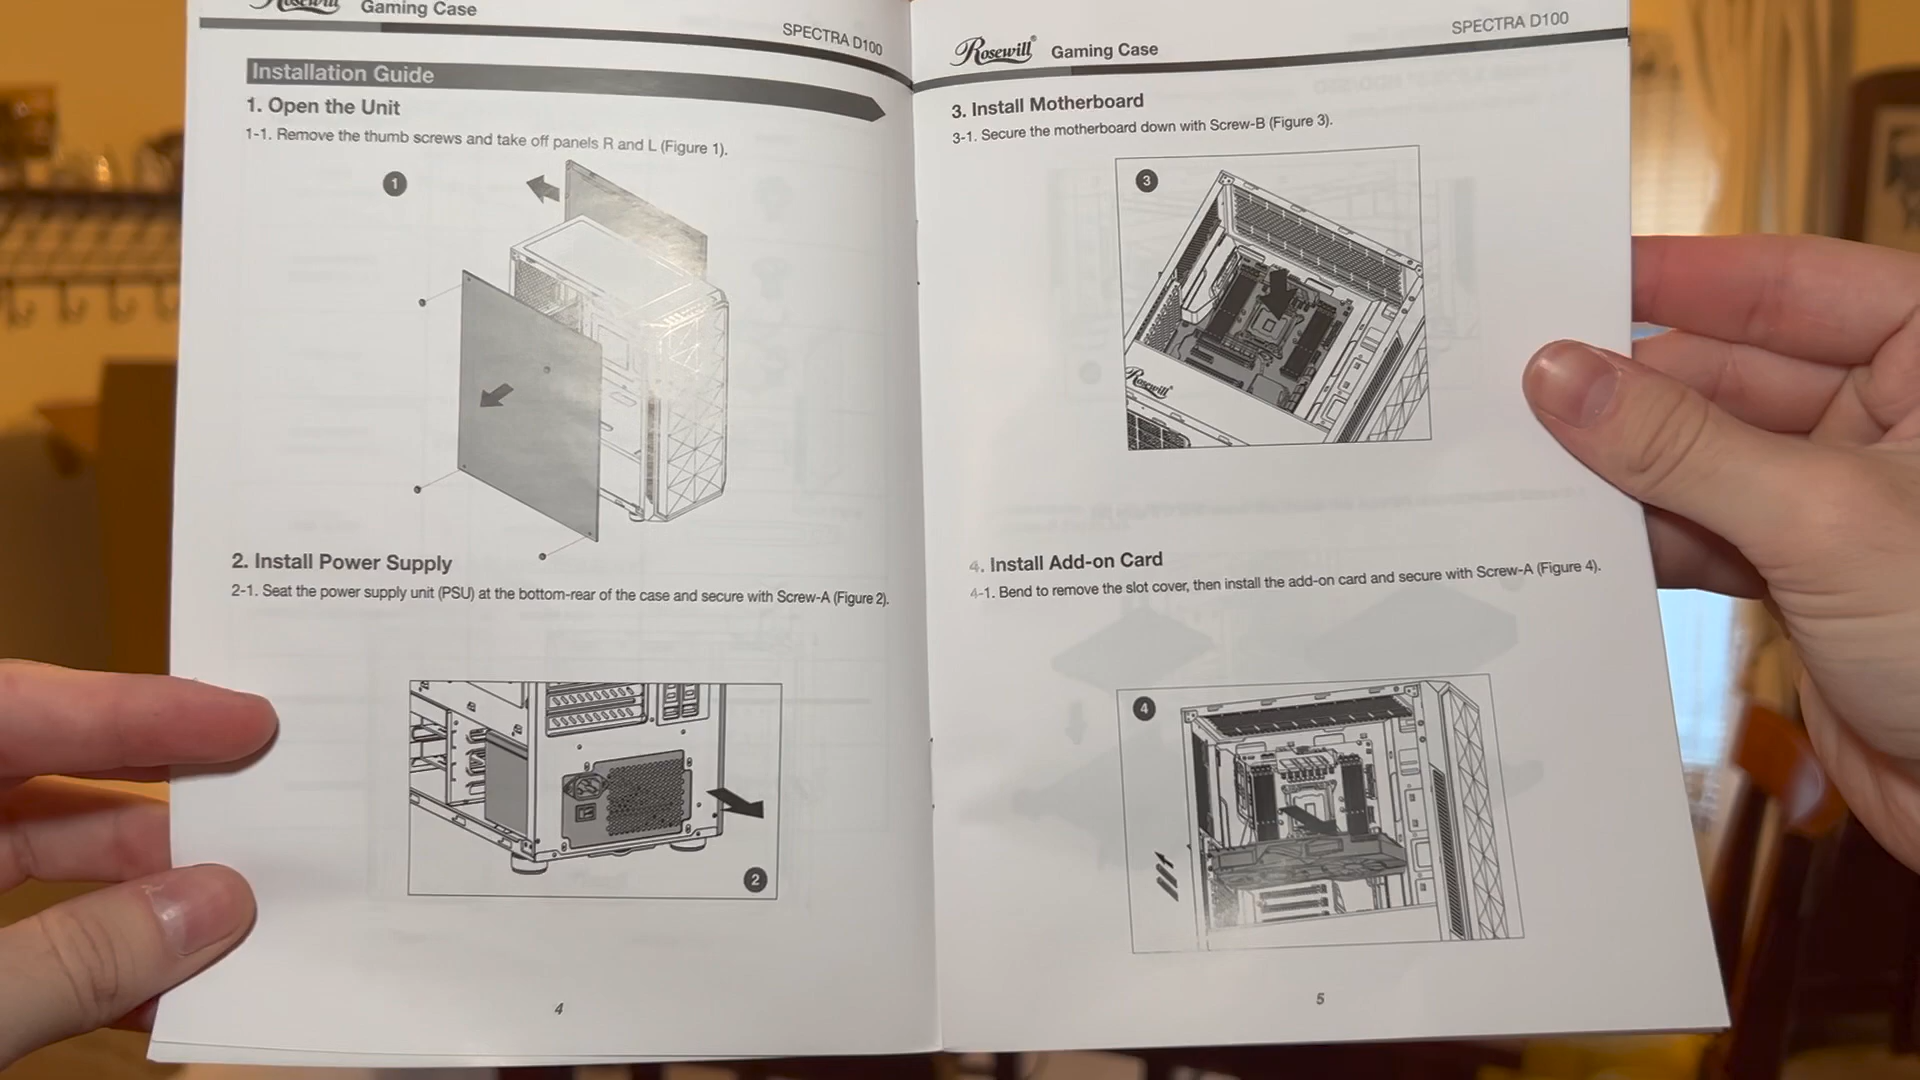 Rosewill Gaming Case
SPECTRA D100
Installation Guide
1. Open the Unit
1-1. Remove the thumb screws and take off panels R and L (Figure 1).
1
2. Install Power Supply
2-1. Seat the power supply unit (PSU) at the bottom-rear of the case and secure with Screw-A (Figure 2).
2
4
Rosewill® Gaming Case
SPECTRA D100
3. Install Motherboard
3-1. Secure the motherboard down with Screw-B (Figure 3).
3
Rosewill
4. Install Add-on Card
4-1. Bend to remove the slot cover, then install the add-on card and secure with Screw-A (Figure 4).
4
5